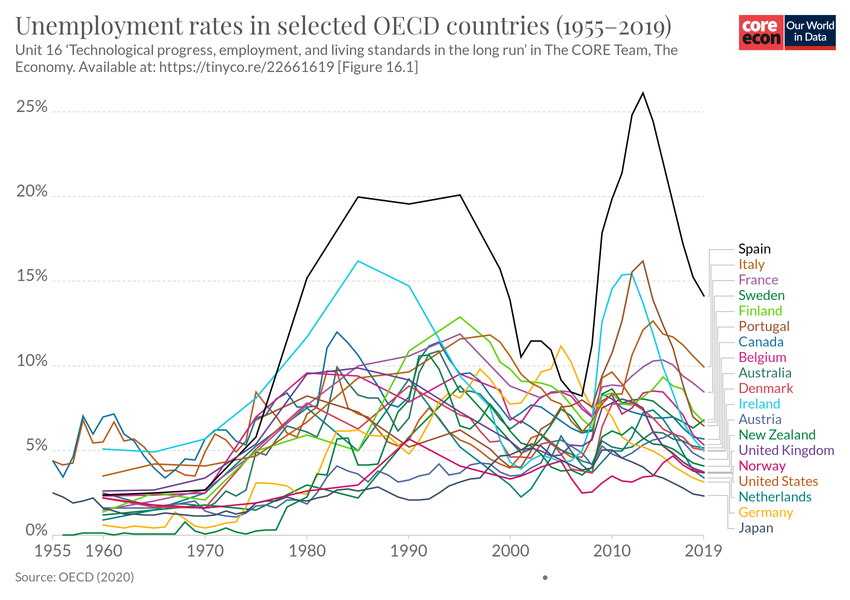 Unemployment rates in selected OECD countries (1955–2019)
Unit 16 'Technological progress, employment, and living standards in the long run' in The CORE Team, The
Economy. Available at: https://tinyco.re/22661619 [Figure 16.1]
core
econ
Our World
in Data
25%
20%
15%
10%
5%
0%
1955
1960
1970
1980
1990
2000
2010
2019
Spain
Italy
France
Sweden
Finland
Portugal
Canada
Belgium
Australia
Denmark
Ireland
Austria
New Zealand
United Kingdom
Norway
United States
Netherlands
Germany
Japan
Source: OECD (2020)